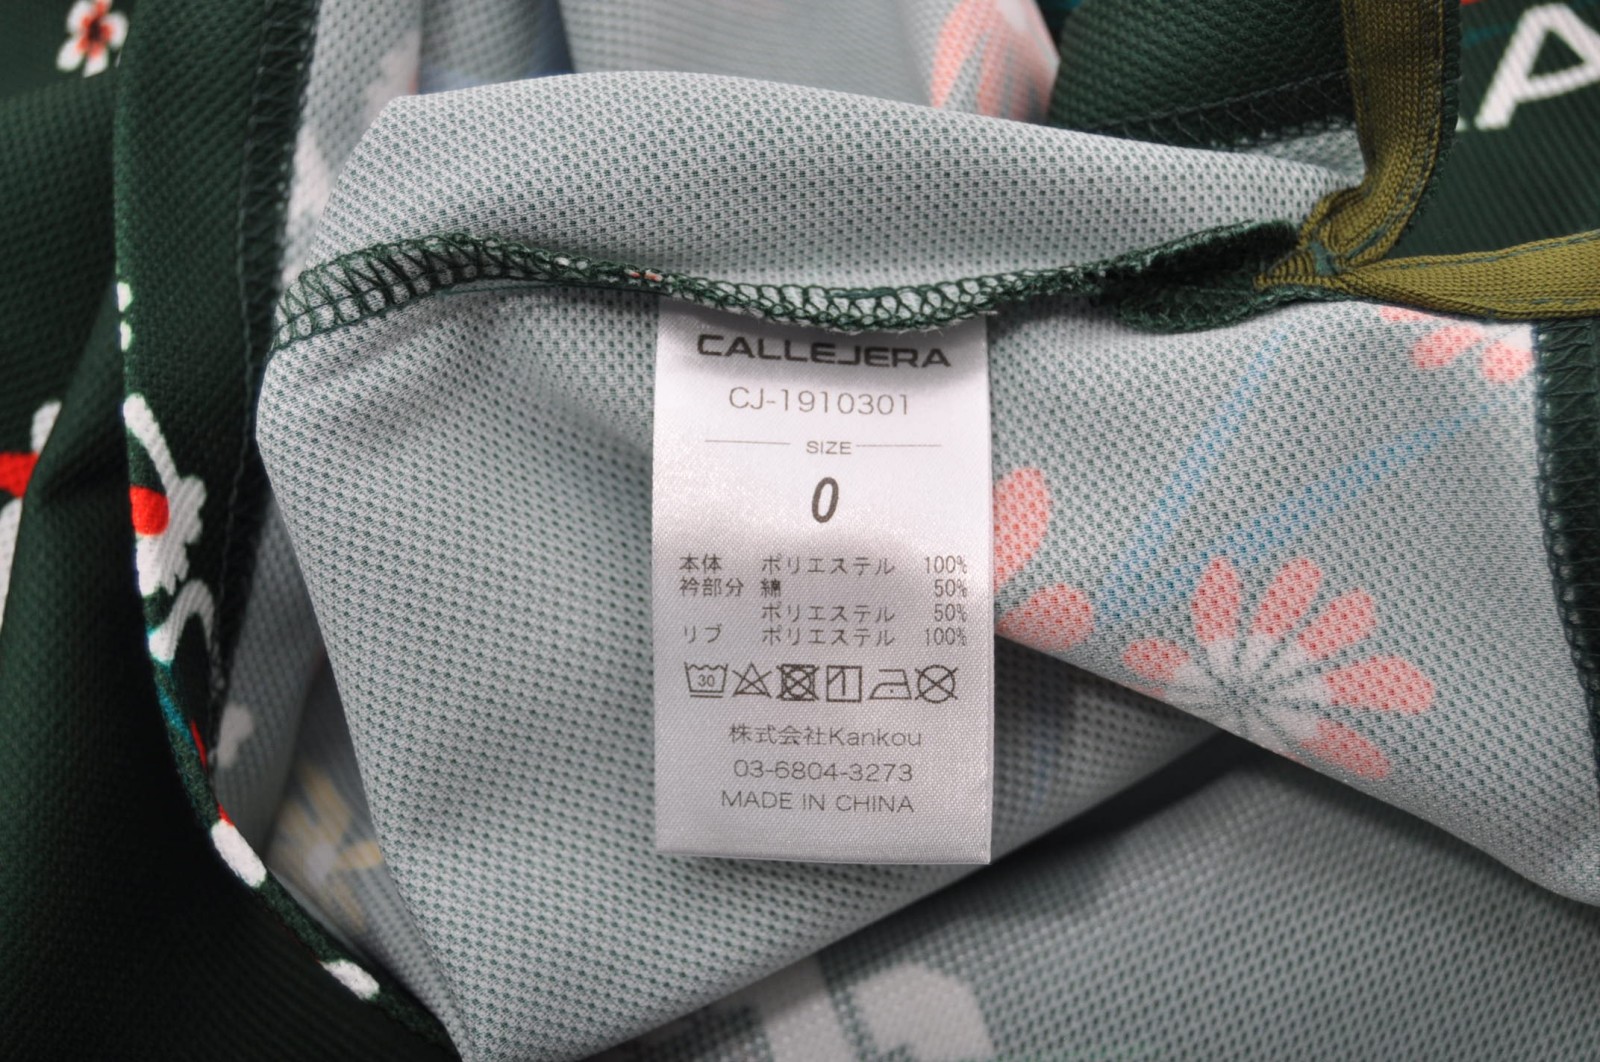 CALLEJERA
CJ-1910301
SIZE
0
本体 ポリエステル 100%
衿部分 綿 50%
ポリエステル 50%
リブ ポリエステル 100%
30
株式会社Kankou
03-6804-3273
MADE IN CHINA
A